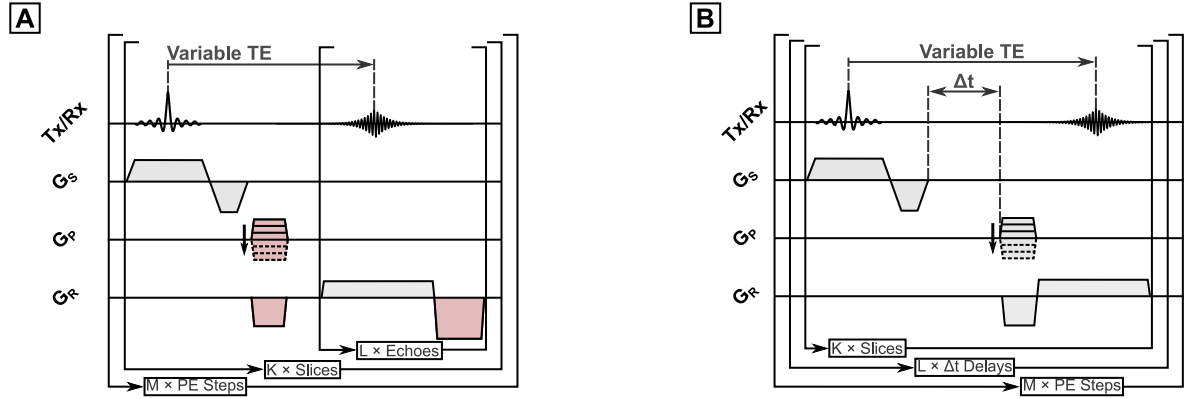 A
Variable TE
Tx/Rx
Gs
GP
GR
L × Echoes
K × Slices
M × PE Steps
B
Variable TE
Δt
Tx/Rx
Gs
GP
GR
K × Slices
L × Δt Delays
M × PE Steps